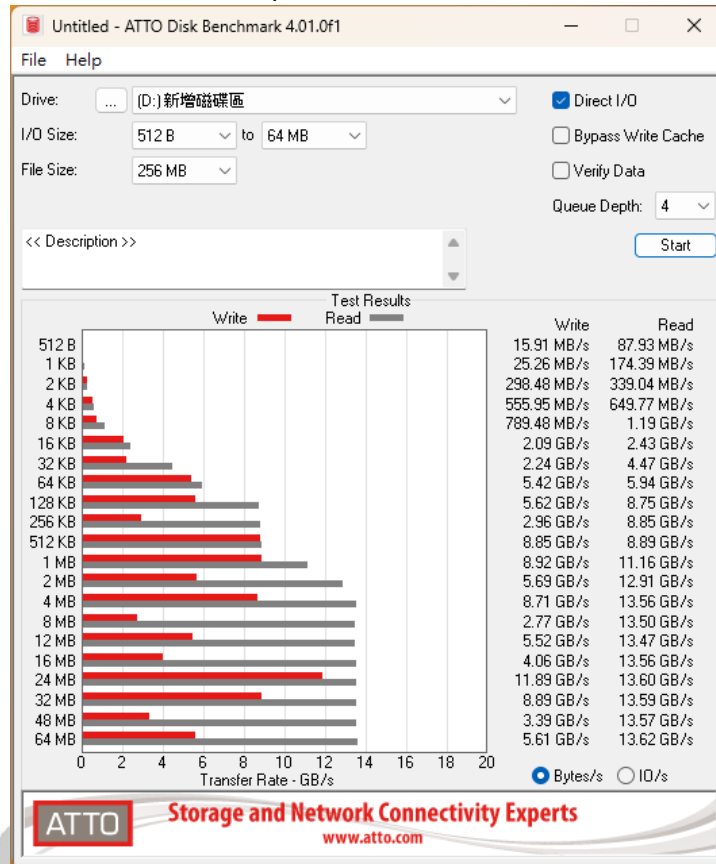 Untitled - ATTO Disk Benchmark 4.01.0f1
File Help
Drive: ... (D:)新增磁碟區 Direct I/O
I/O Size: 512 B to 64 MB Bypass Write Cache
File Size: 256 MB Verify Data
Queue Depth: 4
<< Description >> Start
Test Results
Write Read Write Read
512 B 15.91 MB/s 87.93 MB/s
1 KB 25.26 MB/s 174.39 MB/s
2 KB 298.48 MB/s 339.04 MB/s
4 KB 555.95 MB/s 649.77 MB/s
8 KB 789.48 MB/s 1.19 GB/s
16 KB 2.09 GB/s 2.43 GB/s
32 KB 2.24 GB/s 4.47 GB/s
64 KB 5.42 GB/s 5.94 GB/s
128 KB 5.62 GB/s 8.75 GB/s
256 KB 2.96 GB/s 8.85 GB/s
512 KB 8.85 GB/s 8.89 GB/s
1 MB 8.92 GB/s 11.16 GB/s
2 MB 5.69 GB/s 12.91 GB/s
4 MB 8.71 GB/s 13.56 GB/s
8 MB 2.77 GB/s 13.50 GB/s
12 MB 5.52 GB/s 13.47 GB/s
16 MB 4.06 GB/s 13.56 GB/s
24 MB 11.89 GB/s 13.60 GB/s
32 MB 8.89 GB/s 13.59 GB/s
48 MB 3.39 GB/s 13.57 GB/s
64 MB 5.61 GB/s 13.62 GB/s
0 2 4 6 8 10 12 14 16 18 20
Transfer Rate - GB/s Bytes/s IO/s
ATTO Storage and Network Connectivity Experts
www.atto.com